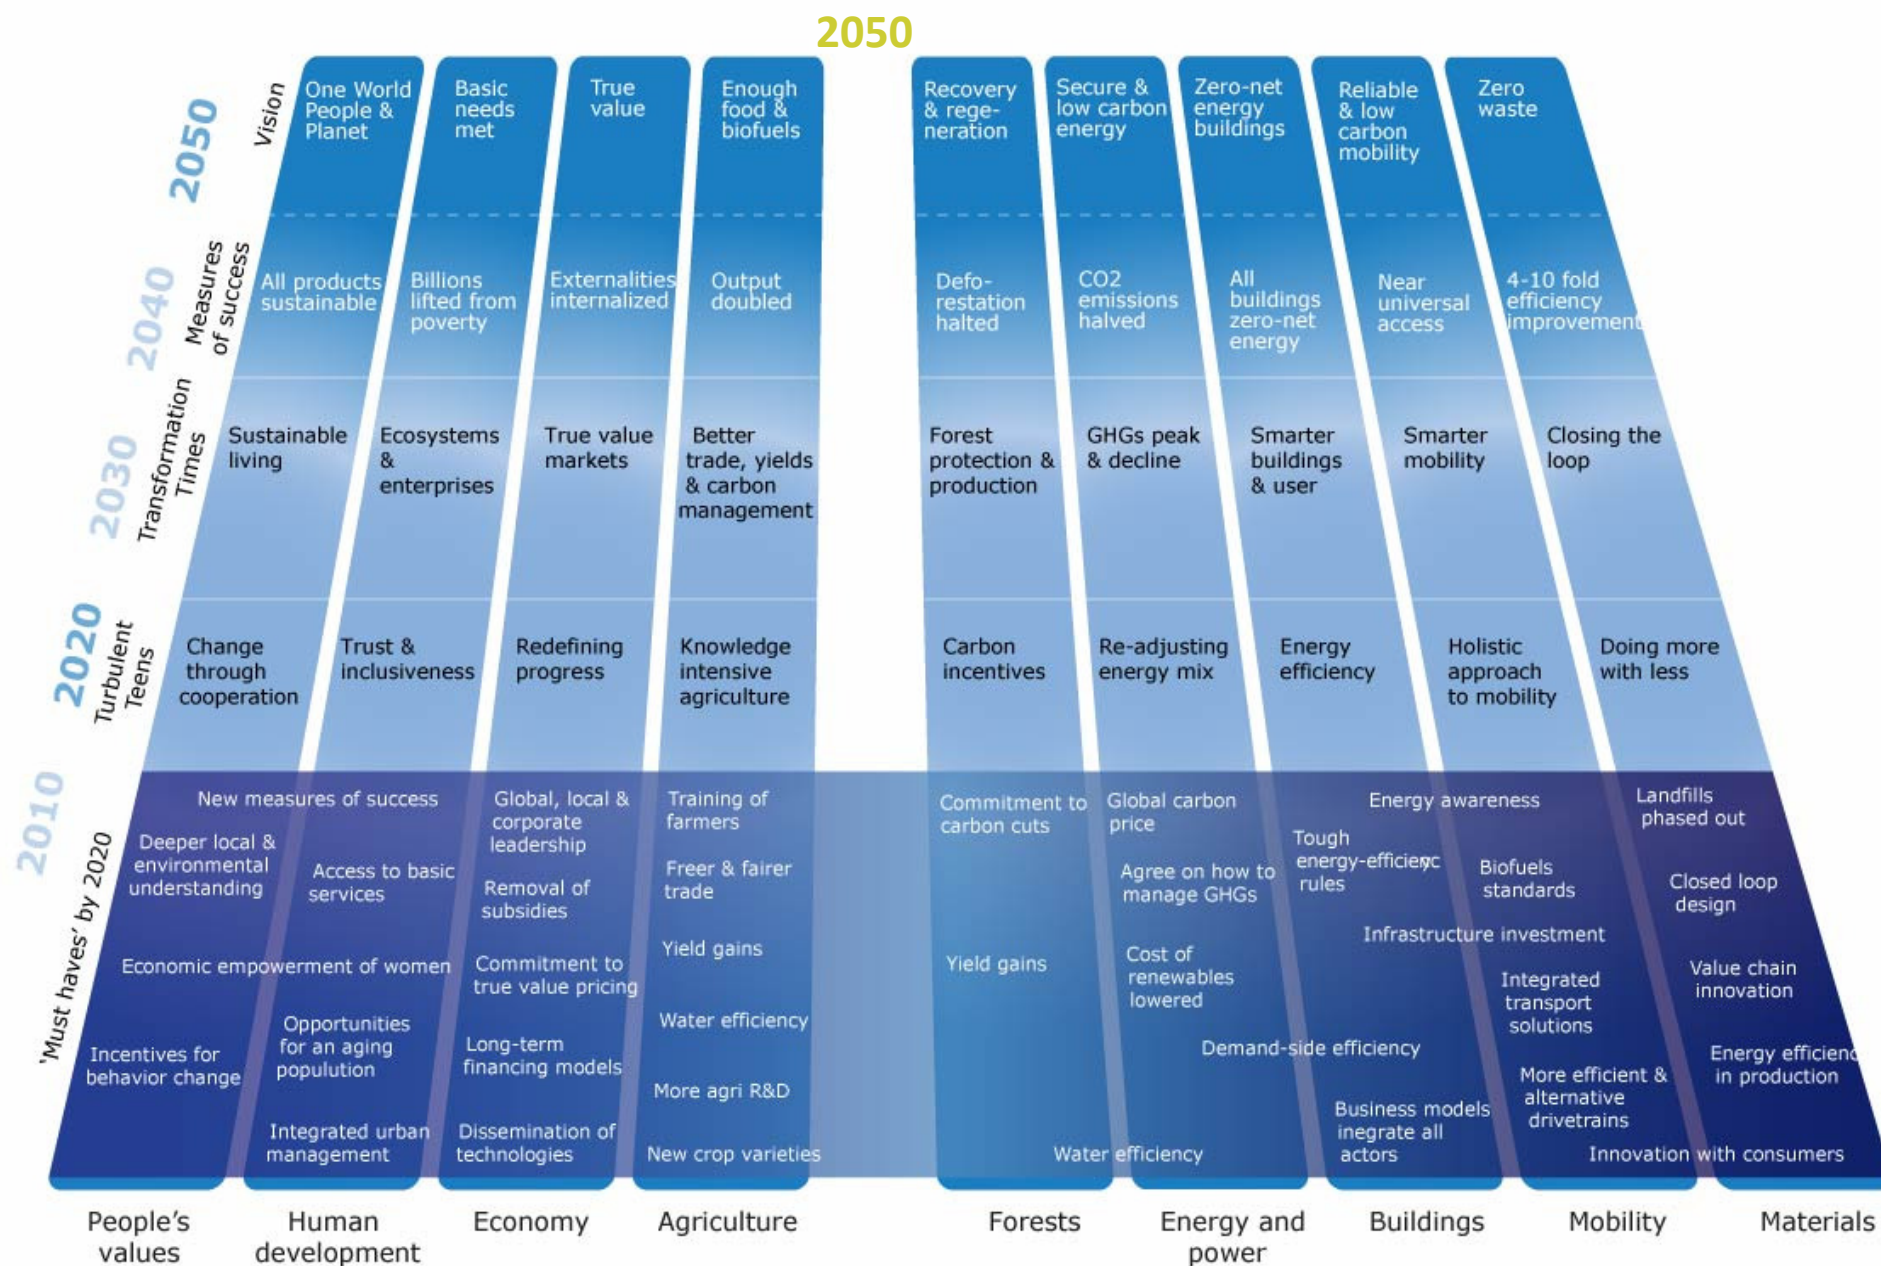 2050
2050
Vision
One World
People &
Planet
Basic
needs
met
True
value
Enough
food &
biofuels
Recovery
& rege-
neration
Secure &
low carbon
energy
Zero-net
energy
buildings
Reliable
& low
carbon
mobility
Zero
waste
2040
Measures
of success
All products
sustainable
Billions
lifted from
poverty
Externalities
internalized
Output
doubled
Defo-
restation
halted
CO2
emissions
halved
All
buildings
zero-net
energy
Near
universal
access
4-10 fold
efficiency
improvement
2030
Transformation
Times
Sustainable
living
Ecosystems
&
enterprises
True value
markets
Better
trade, yields
& carbon
management
Forest
protection &
production
GHGs peak
& decline
Smarter
buildings
& user
Smarter
mobility
Closing the
loop
2020
Turbulent
Teens
Change
through
cooperation
Trust &
inclusiveness
Redefining
progress
Knowledge
intensive
agriculture
Carbon
incentives
Re-adjusting
energy mix
Energy
efficiency
Holistic
approach
to mobility
Doing more
with less
2010
'Must haves' by 2020
New measures of success
Deeper local &
environmental
understanding
Access to basic
services
Economic empowerment of women
Incentives for
behavior change
Opportunities
for an aging
popululution
Integrated urban
management
Global, local &
corporate
leadership
Removal of
subsidies
Commitment to
true value pricing
Long-term
financing models
Dissemination of
technologies
Training of
farmers
Freer & fairer
trade
Yield gains
Water efficiency
More agri R&D
New crop varieties
Commitment to
carbon cuts
Yield gains
Water efficiency
Global carbon
price
Agree on how to
manage GHGs
Cost of
renewables
lowered
Demand-side efficiency
Energy awareness
Tough
energy-efficienc
rules
Infrastructure investment
Business models
inegrate all
actors
Biofuels
standards
Integrated
transport
solutions
More efficient &
alternative
drivetrains
Innovation with consumers
Landfills
phased out
Closed loop
design
Value chain
innovation
Energy efficienc
in production
People's
values
Human
development
Economy
Agriculture
Forests
Energy and
power
Buildings
Mobility
Materials